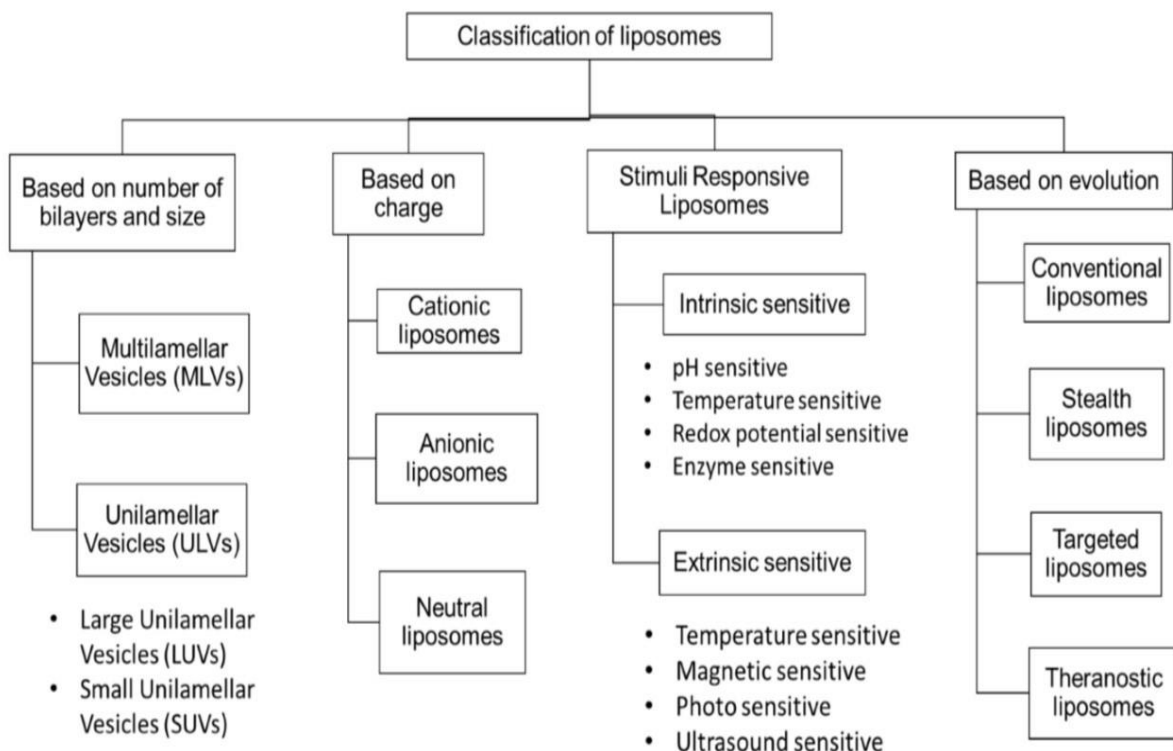 Classification of liposomes
Based on number of
bilayers and size
Multilamellar
Vesicles (MLVs)
Unilamellar
Vesicles (ULVs)
• Large Unilamellar
Vesicles (LUVs)
• Small Unilamellar
Vesicles (SUVs)
Based on
charge
Cationic
liposomes
Anionic
liposomes
Neutral
liposomes
Stimuli Responsive
Liposomes
Intrinsic sensitive
• pH sensitive
• Temperature sensitive
• Redox potential sensitive
• Enzyme sensitive
Extrinsic sensitive
• Temperature sensitive
• Magnetic sensitive
• Photo sensitive
• Ultrasound sensitive
Based on evolution
Conventional
liposomes
Stealth
liposomes
Targeted
liposomes
Theranostic
liposomes